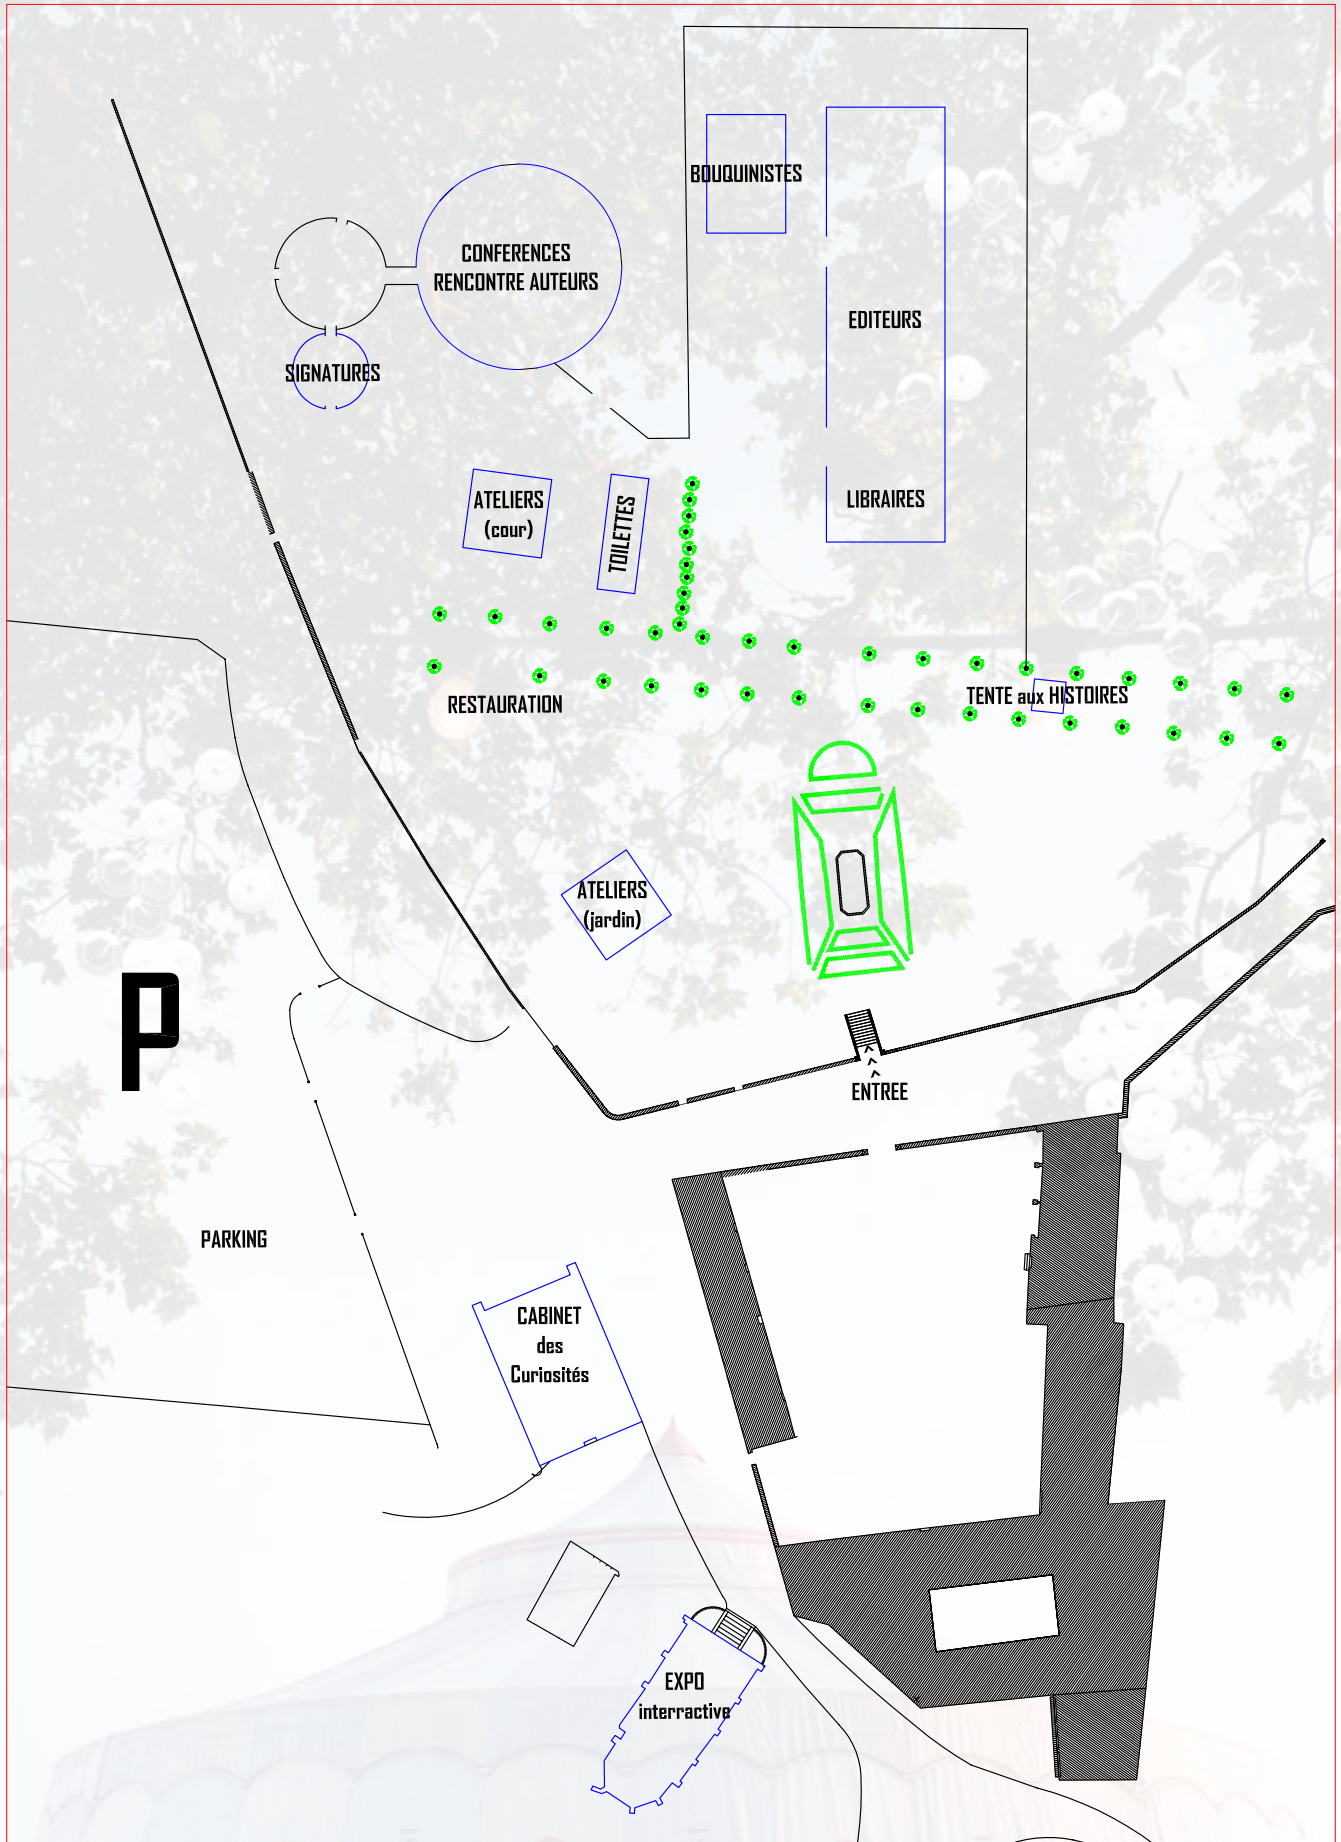 BOUQUINISTES
CONFERENCES
RENCONTRE AUTEURS
EDITEURS
SIGNATURES
ATELIERS
(cour)
TOILETTES
LIBRAIRES
RESTAURATION
TENTE aux HISTOIRES
ATELIERS
(jardin)
P
ENTREE
PARKING
CABINET
des
Curiosités
EXPO
interractive